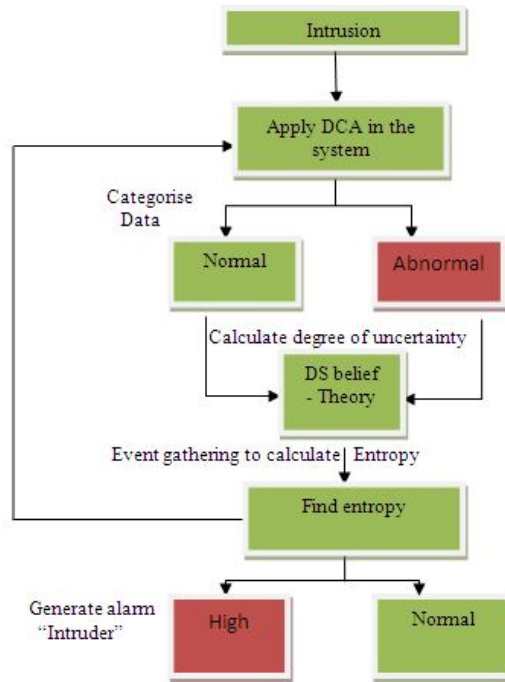 Intrusion
Apply DCA in the
system
Categorise
Data
Normal
Abnormal
Calculate degree of uncertainty
DS belief
- Theory
Event gathering to calculate Entropy
Find entropy
Generate alarm
“Intruder”
High
Normal